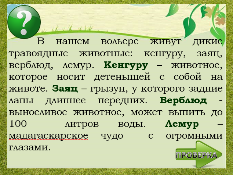 В нашем вольере живут дикие
травоядные животные: кенгуру, заяц,
верблюд, лемур. Кенгуру – животное,
которое носит детенышей с собой на
животе. Заяц – грызун, у которого задние
лапы длиннее передних. Верблюд -
выносливое животное, может выпить до
100 литров воды. Лемур –
мадагаскарское чудо с огромными
глазами.